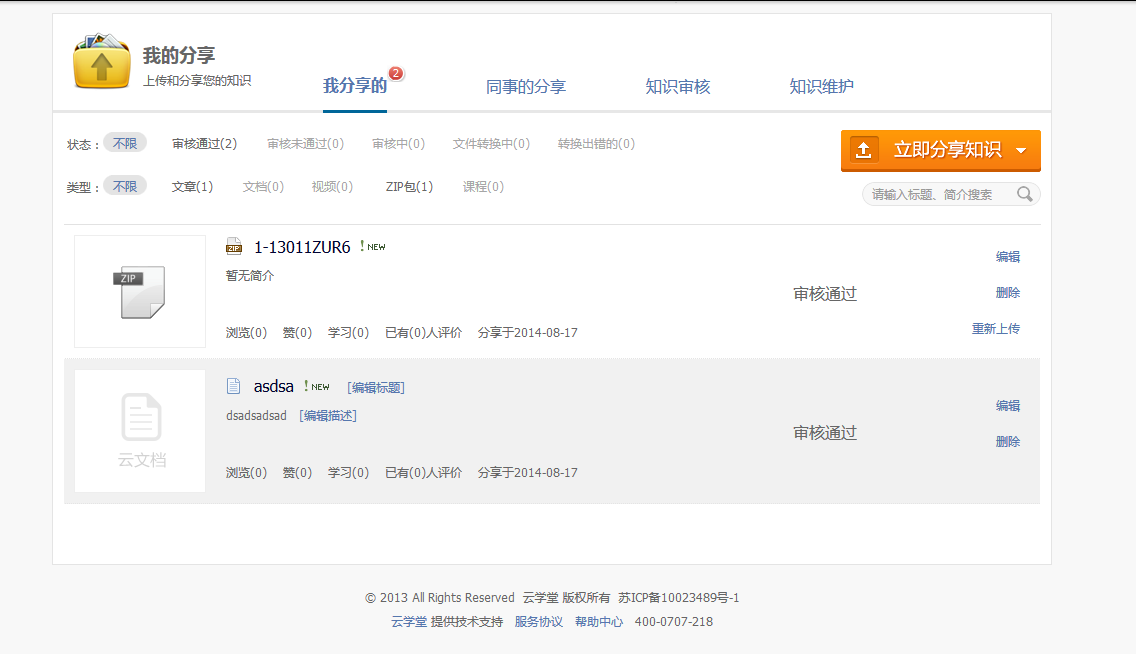 我的分享
上传和分享您的知识
我分享的 2 同事的分享 知识审核 知识维护
状态： 不限 审核通过(2) 审核未通过(0) 审核中(0) 文件转换中(0) 转换出错的(0)
立即分享知识
类型： 不限 文章(1) 文档(0) 视频(0) ZIP包(1) 课程(0)
请输入标题、简介搜索
ZIP
ZIP 1-13011ZUR6 ! NEW
暂无简介
浏览(0) 赞(0) 学习(0) 已有(0)人评价 分享于2014-08-17
审核通过
编辑
删除
重新上传
云文档
asdsa ! NEW [编辑标题]
dsadsadsad [编辑描述]
浏览(0) 赞(0) 学习(0) 已有(0)人评价 分享于2014-08-17
审核通过
编辑
删除
© 2013 All Rights Reserved 云学堂 版权所有 苏ICP备10023489号-1
云学堂 提供技术支持 服务协议 帮助中心 400-0707-218